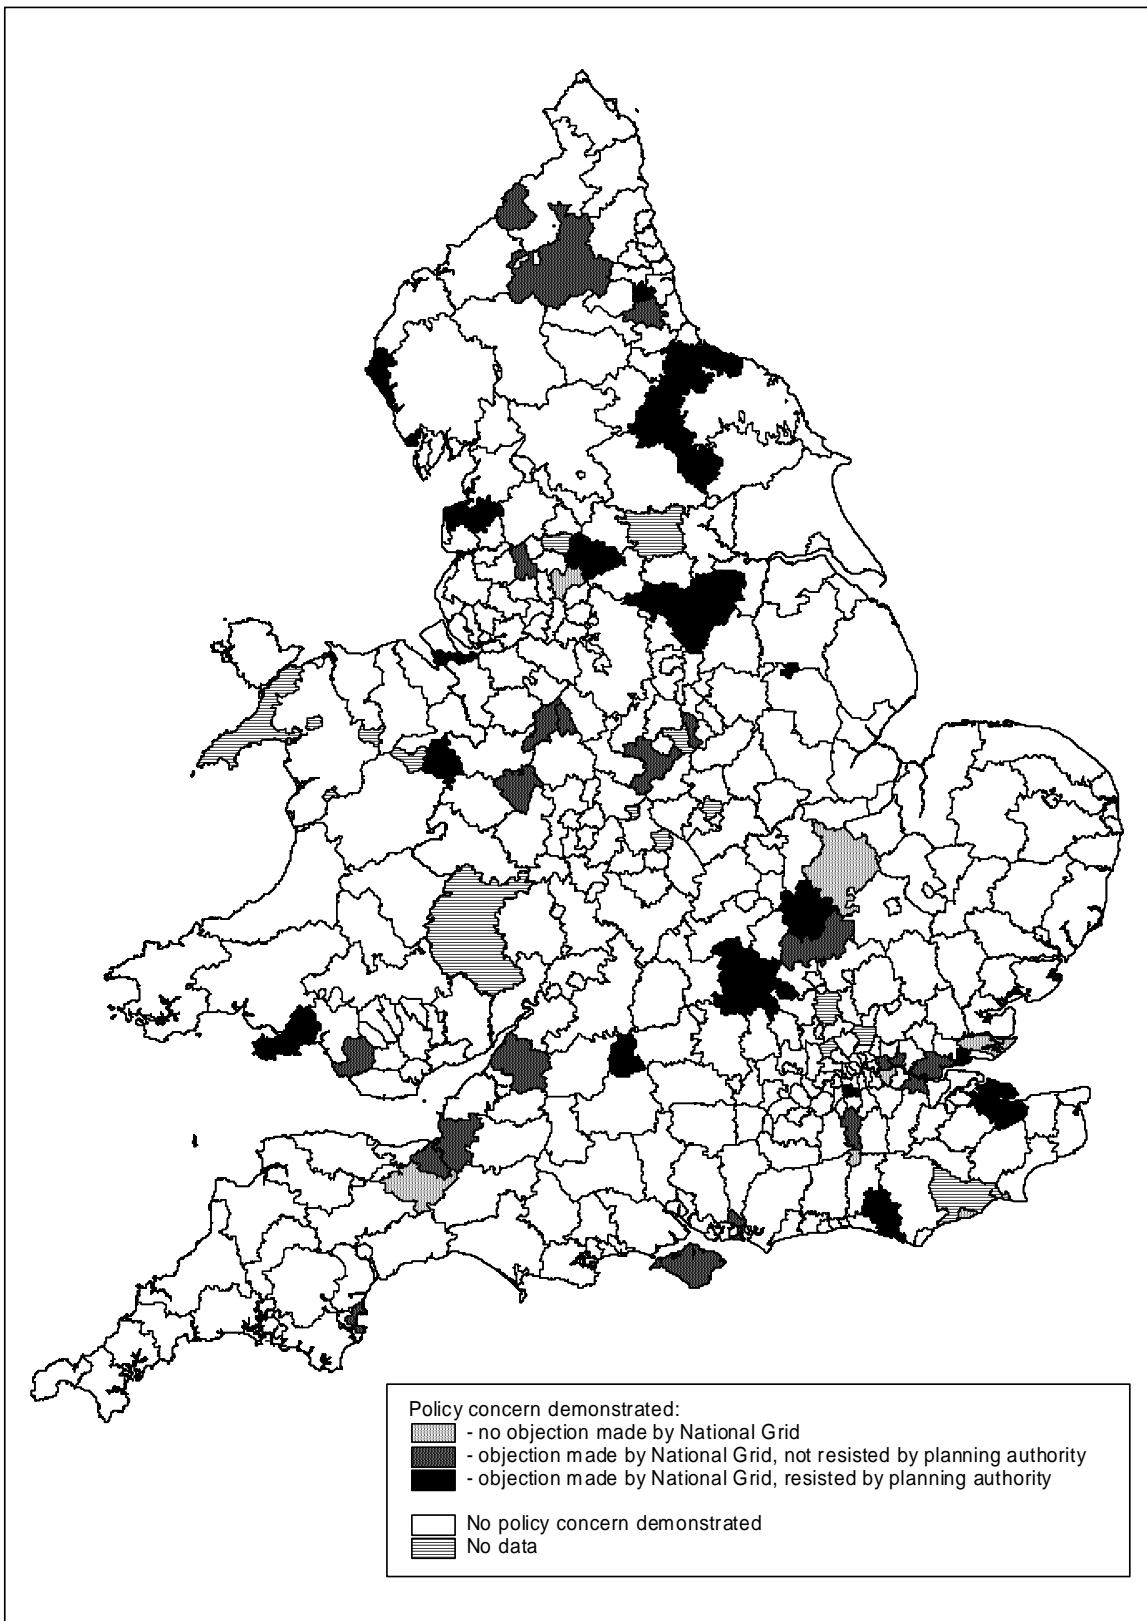 Policy concern demonstrated:
- no objection made by National Grid
- objection made by National Grid, not resisted by planning authority
- objection made by National Grid, resisted by planning authority
No policy concern demonstrated
No data